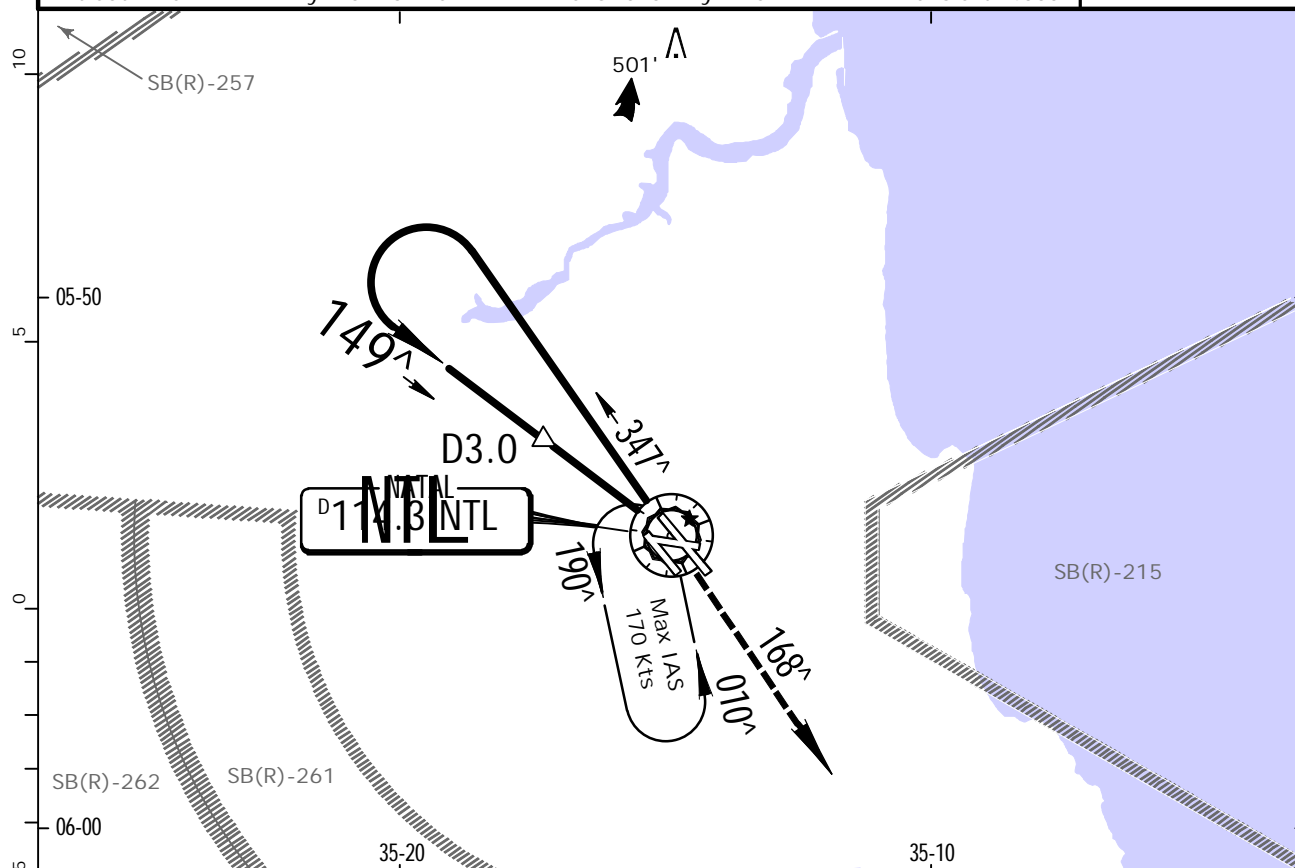 10
501'
SB(R)-257
05-50
5
149^
347^
D3.0
NATAL
NTL
D114.3 NTL
190^
Max IAS
170 Kts
010^
168^
SB(R)-215
0
SB(R)-262
SB(R)-261
06-00
35-20
35-10
5